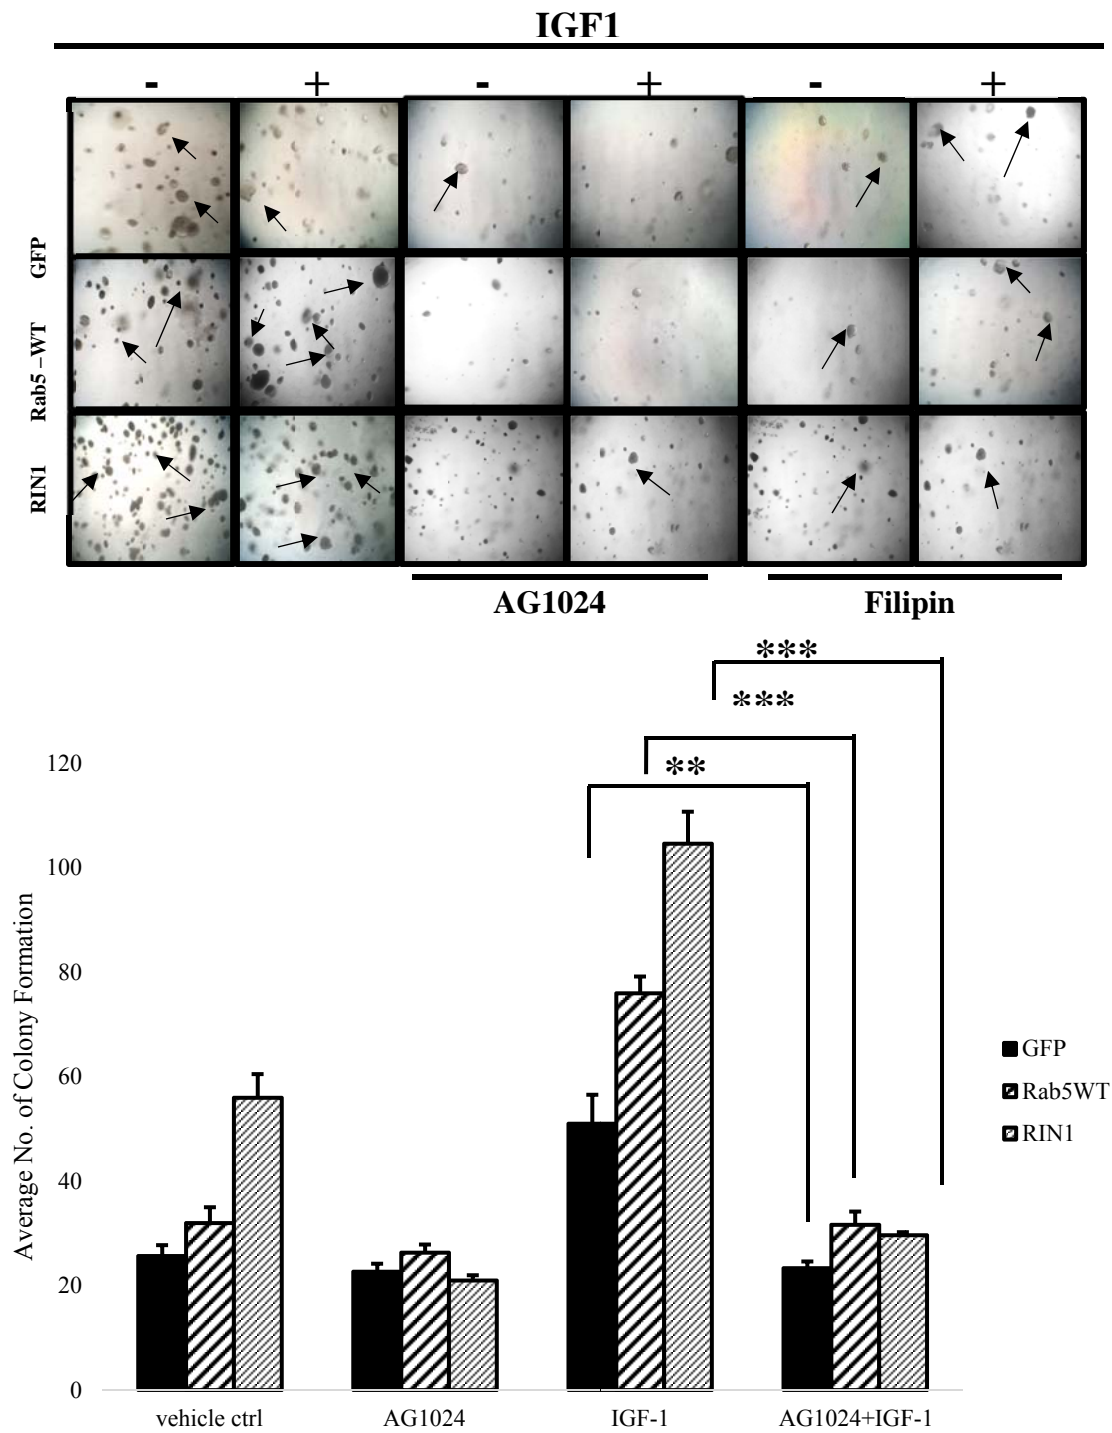 IGF1
- + - + - +
GFP
Rab5 –WT
RIN1
AG1024 Filipin
***
***
**
120
100
80
60
40
20
0
Average No. of Colony Formation
GFP
Rab5WT
RIN1
vehicle ctrl AG1024 IGF-1 AG1024+IGF-1